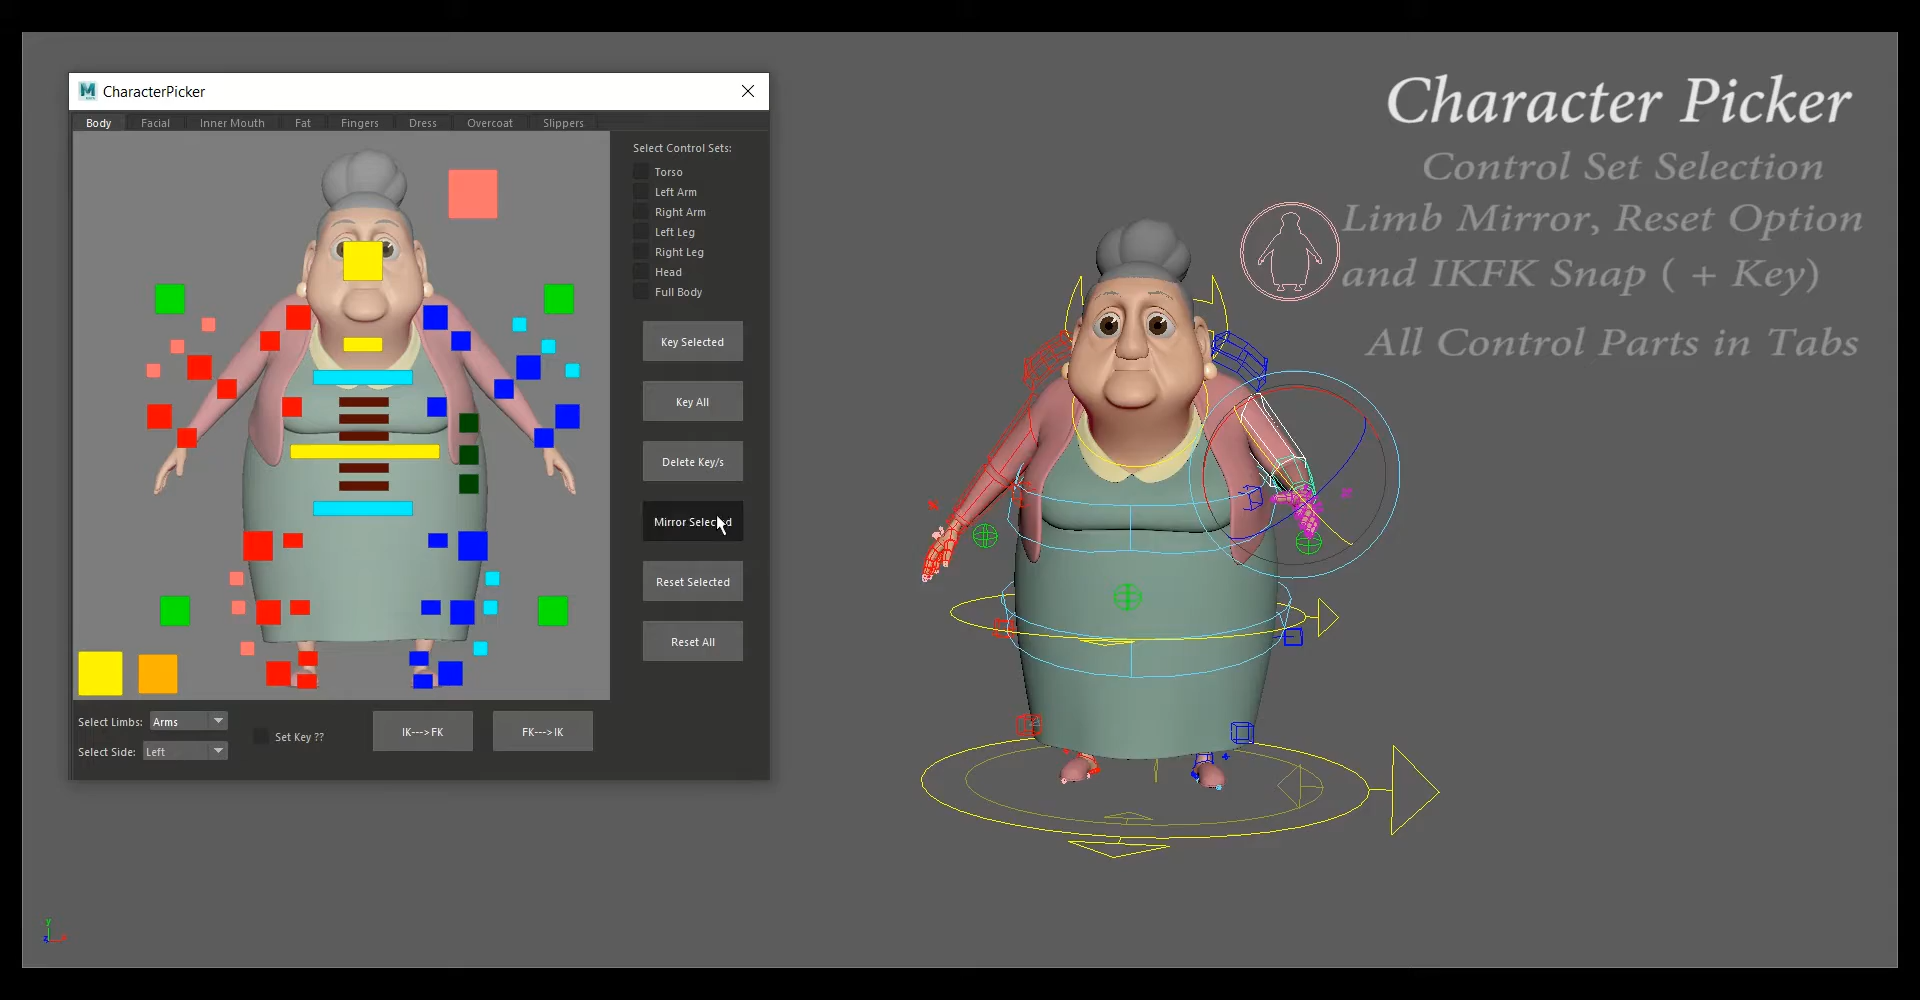 CharacterPicker
Body Facial Inner Mouth Fat Fingers Dress Overcoat Slippers
Select Control Sets:
Torso
Left Arm
Right Arm
Left Leg
Right Leg
Head
Full Body
Key Selected
Key All
Delete Key/s
Mirror Selected
Reset Selected
Reset All
Select Limbs: Arms
Select Side: Left
Set Key ??
IK--->FK
FK--->IK
Character Picker
Control Set Selection
Limb Mirror, Reset Option
and IKFK Snap ( + Key)
All Control Parts in Tabs
y
z